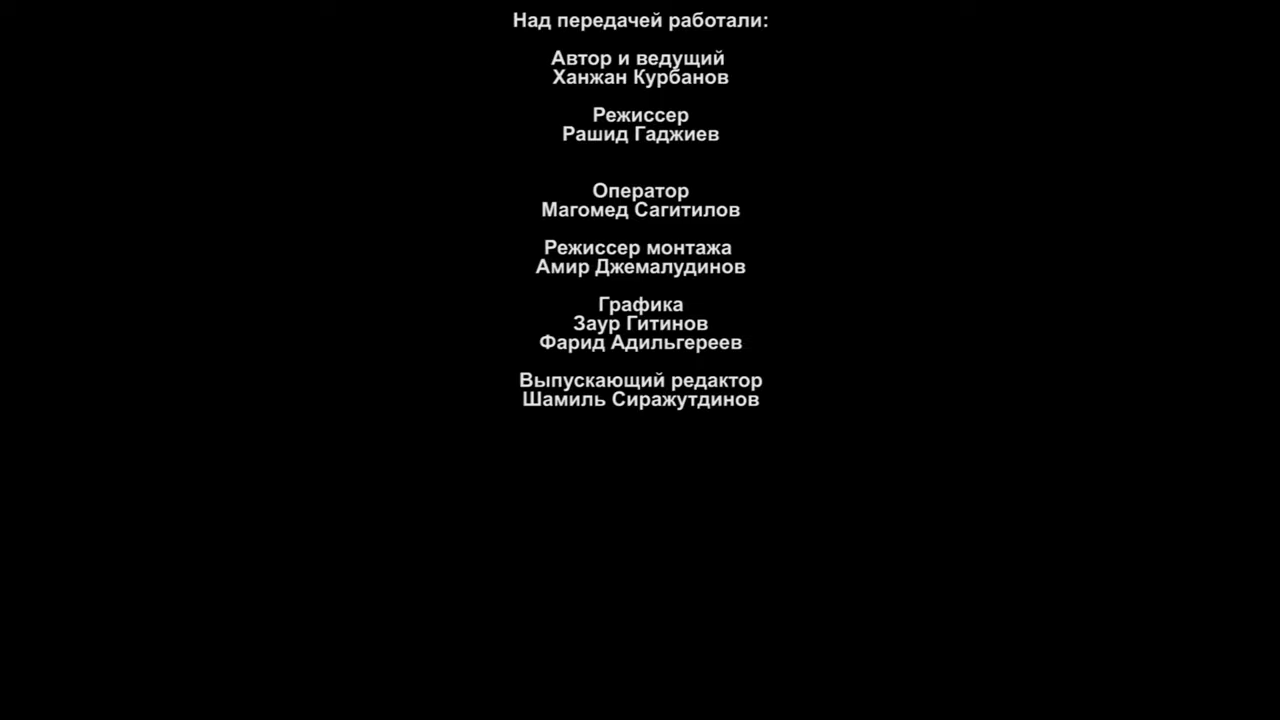 Над передачей работали:
Автор и ведущий
Ханжан Курбанов
Режиссер
Рашид Гаджиев
Оператор
Магомед Сагитилов
Режиссер монтажа
Амир Джемалудинов
Графика
Заур Гитинов
Фарид Адильгереев
Выпускающий редактор
Шамиль Сиражутдинов